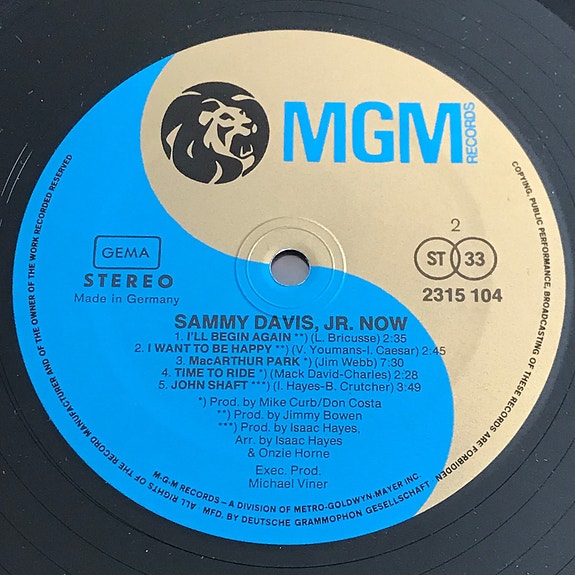 MGM
RECORDS
GEMA
STEREO
Made in Germany
2
ST 33
2315 104
SAMMY DAVIS, JR. NOW
1. I'LL BEGIN AGAIN **) (L. Bricusse) 2:35
2. I WANT TO BE HAPPY **) (V. Youmans-I. Caesar) 2:45
3. MacARTHUR PARK *) (Jim Webb) 7:30
4. TIME TO RIDE *) (Mack David-Charles) 2:28
5. JOHN SHAFT ***) (I. Hayes-B. Crutcher) 3:49
*) Prod. by Mike Curb/Don Costa
**) Prod. by Jimmy Bowen
***) Prod. by Isaac Hayes,
Arr. by Isaac Hayes
& Onzie Horne
Exec. Prod.
Michael Viner
M-G-M RECORDS – A DIVISION OF METRO-GOLDWYN-MAYER INC.
MFD. BY DEUTSCHE GRAMMOPHON GESELLSCHAFT
ALL RIGHTS OF THE RECORD MANUFACTURER AND OF THE OWNER OF THE WORK RECORDED RESERVED
COPYING, PUBLIC PERFORMANCE, BROADCASTING OF THESE RECORDS ARE FORBIDDEN